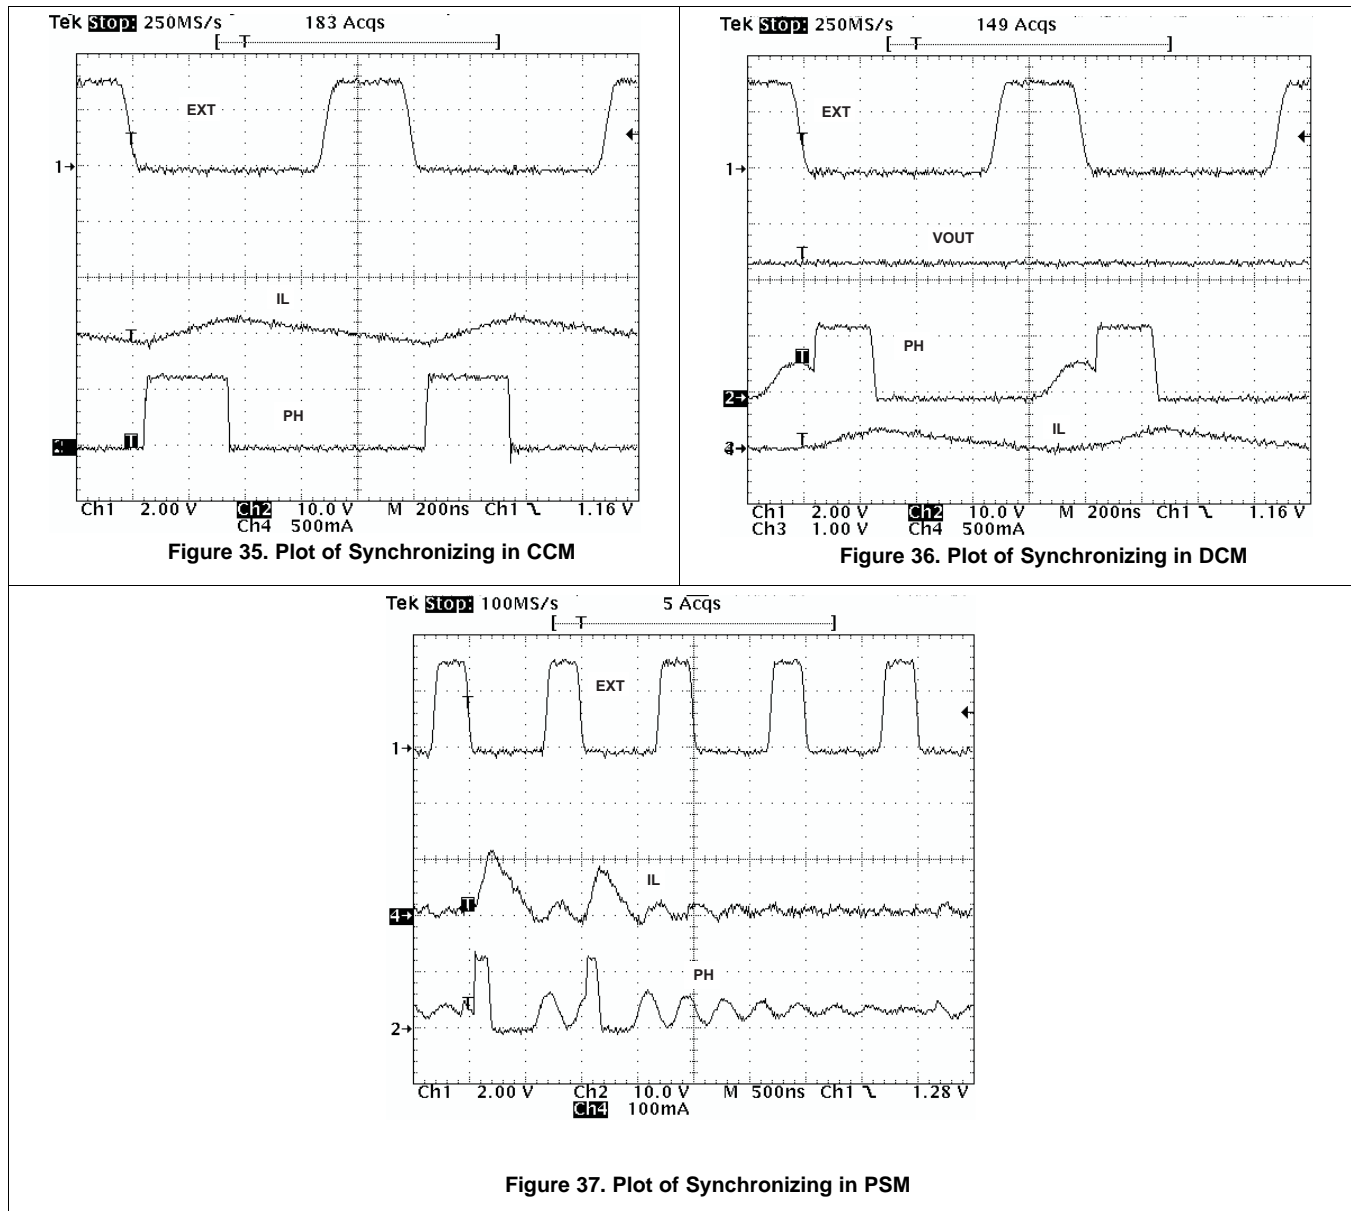 Tek Stop: 250MS/s 183 Acqs
[ T ]
EXT
T
1→
IL
T
PH
T
Ch1 2.00 V Ch2 10.0 V M 200ns Ch1 1.16 V
Ch4 500mA
Figure 35. Plot of Synchronizing in CCM
Tek Stop: 250MS/s 149 Acqs
[ T ]
EXT
T
1→
VOUT
T
PH
T
2→
IL
T
Ch1 2.00 V Ch2 10.0 V M 200ns Ch1 1.16 V
Ch3 1.00 V Ch4 500mA
Figure 36. Plot of Synchronizing in DCM
Tek Stop: 100MS/s 5 Acqs
[ T ]
EXT
T
1→
IL
T
4→
PH
T
2→
Ch1 2.00 V Ch2 10.0 V M 500ns Ch1 1.28 V
Ch4 100mA
Figure 37. Plot of Synchronizing in PSM